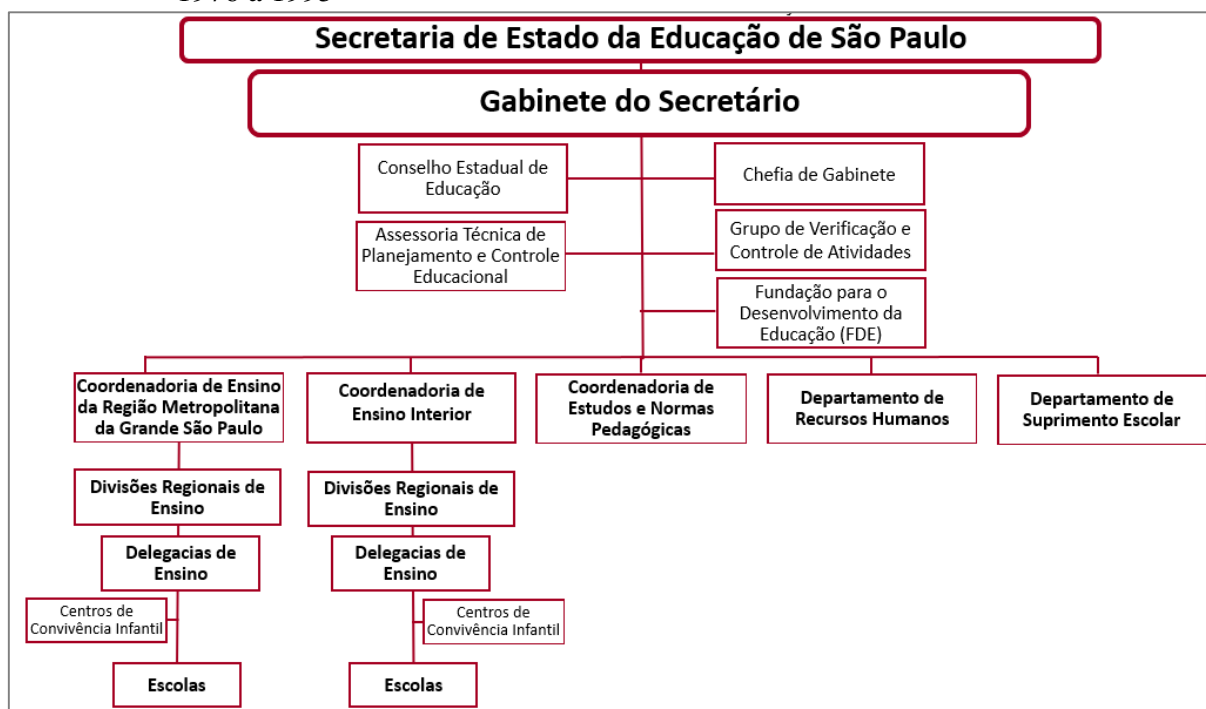 Secretaria de Estado da Educação de São Paulo
Gabinete do Secretário
Conselho Estadual de
Educação
Chefia de Gabinete
Assessoria Técnica de
Planejamento e Controle
Educacional
Grupo de Verificação e
Controle de Atividades
Fundação para o
Desenvolvimento da
Educação (FDE)
Coordenadoria de Ensino
da Região Metropolitana
da Grande São Paulo
Coordenadoria de
Ensino Interior
Coordenadoria de
Estudos e Normas
Pedagógicas
Departamento de
Recursos Humanos
Departamento de
Suprimento Escolar
Divisões Regionais de
Ensino
Divisões Regionais de
Ensino
Delegacias de
Ensino
Delegacias de
Ensino
Centros de
Convivência Infantil
Centros de
Convivência Infantil
Escolas
Escolas